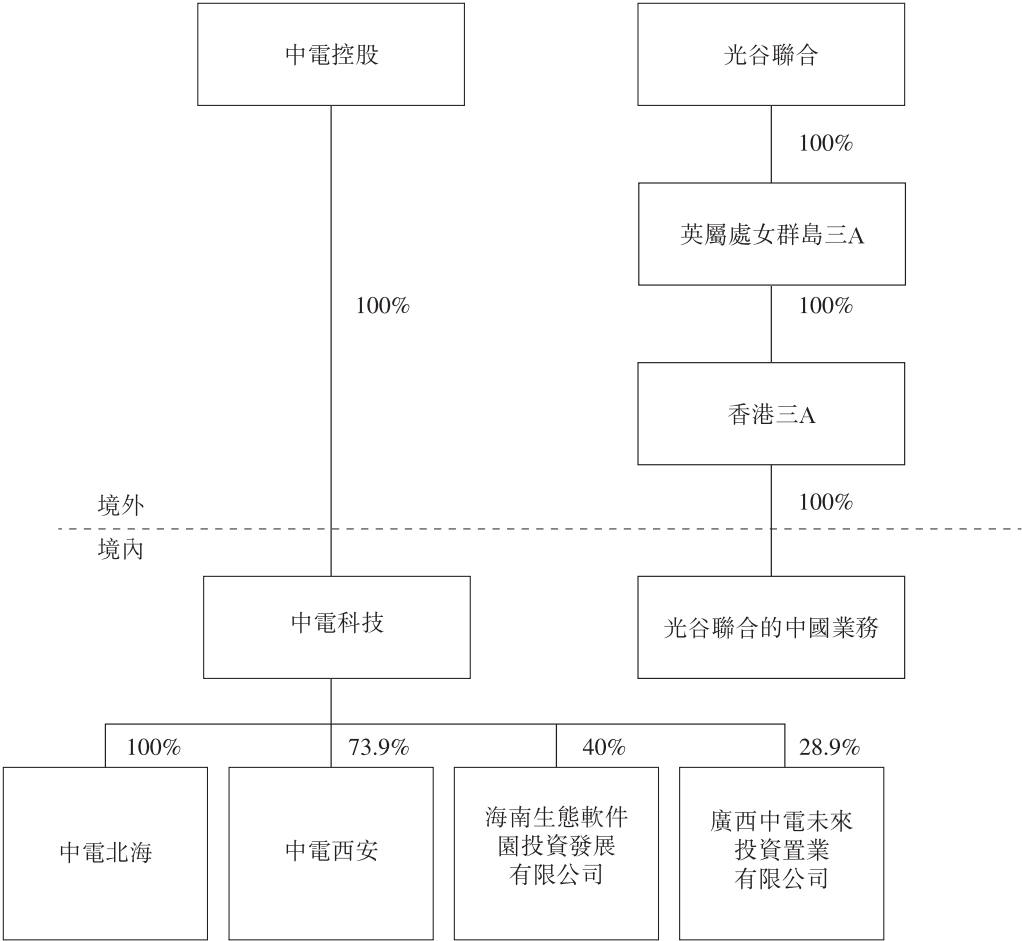 中電控股
光谷聯合
100%
英屬處女群島三A
100%
100%
香港三A
境外
100%
境內
中電科技
光谷聯合的中國業務
100%
73.9%
40%
28.9%
中電北海
中電西安
海南生態軟件
園投資發展
有限公司
廣西中電未來
投資置業
有限公司